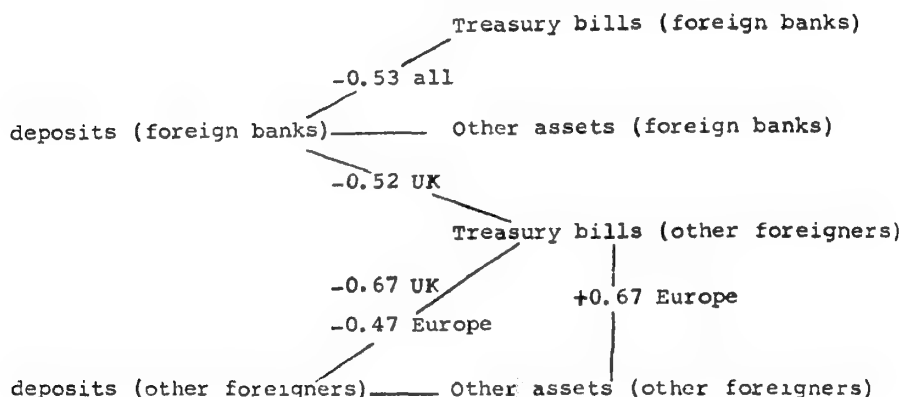 Treasury bills (foreign banks)
-0.53 all
deposits (foreign banks) Other assets (foreign banks)
-0.52 UK
Treasury bills (other foreigners)
-0.67 UK
+0.67 Europe
-0.47 Europe
deposits (other foreigners) Other assets (other foreigners)